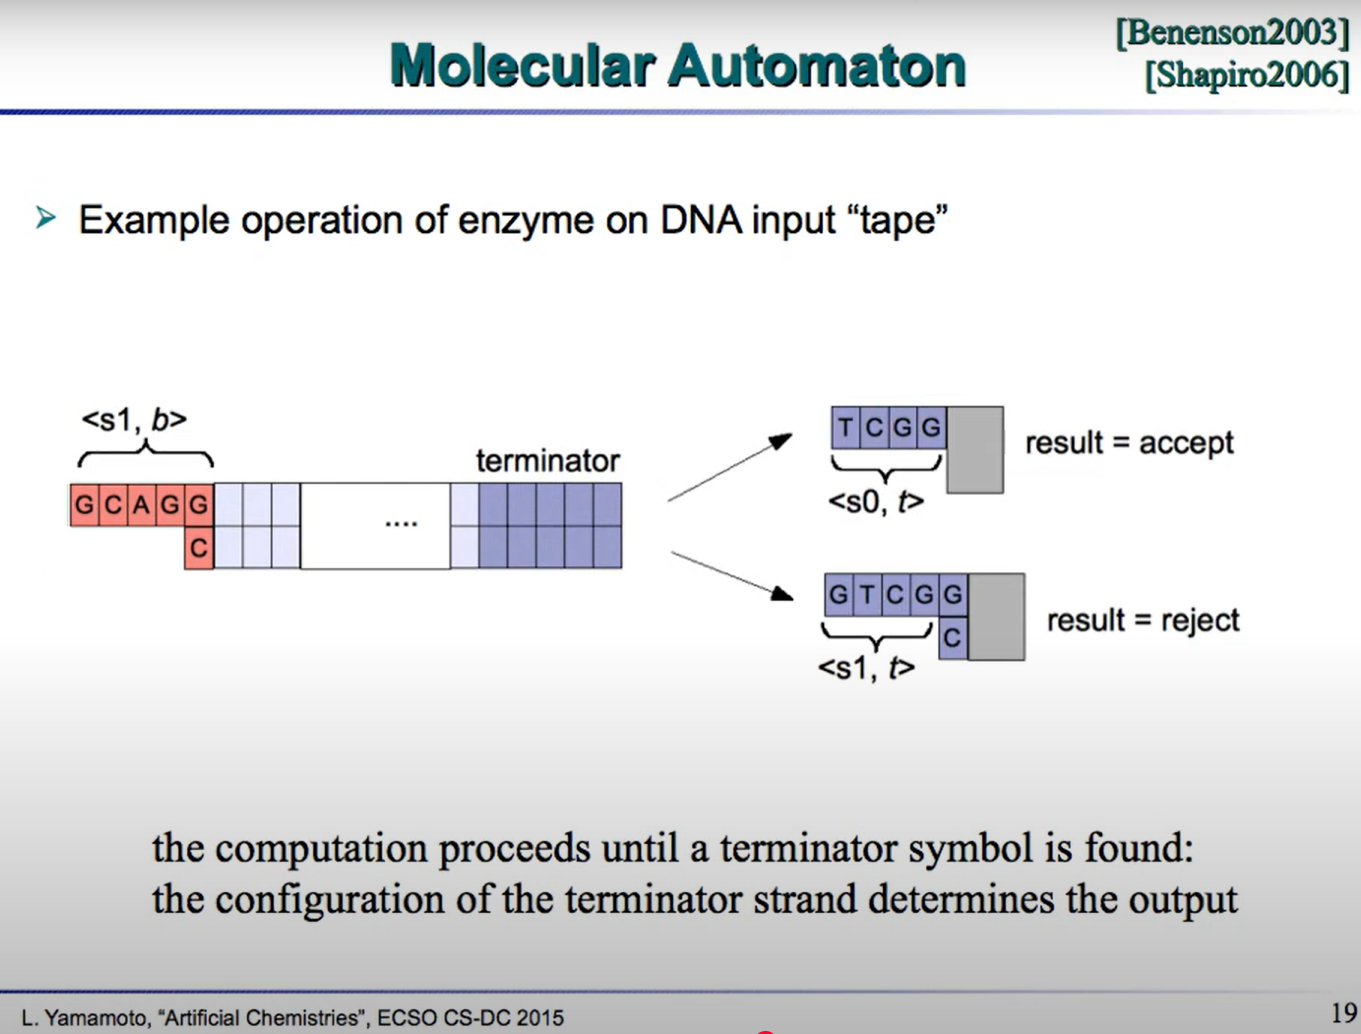 Molecular Automaton
[Benenson2003]
[Shapiro2006]
Example operation of enzyme on DNA input “tape”
<s1, b>
terminator
G C A G G
C
....
T C G G
<s0, t>
result = accept
G T C G G
C
<s1, t>
result = reject
the computation proceeds until a terminator symbol is found:
the configuration of the terminator strand determines the output
L. Yamamoto, “Artificial Chemistries”, ECSO CS-DC 2015
19